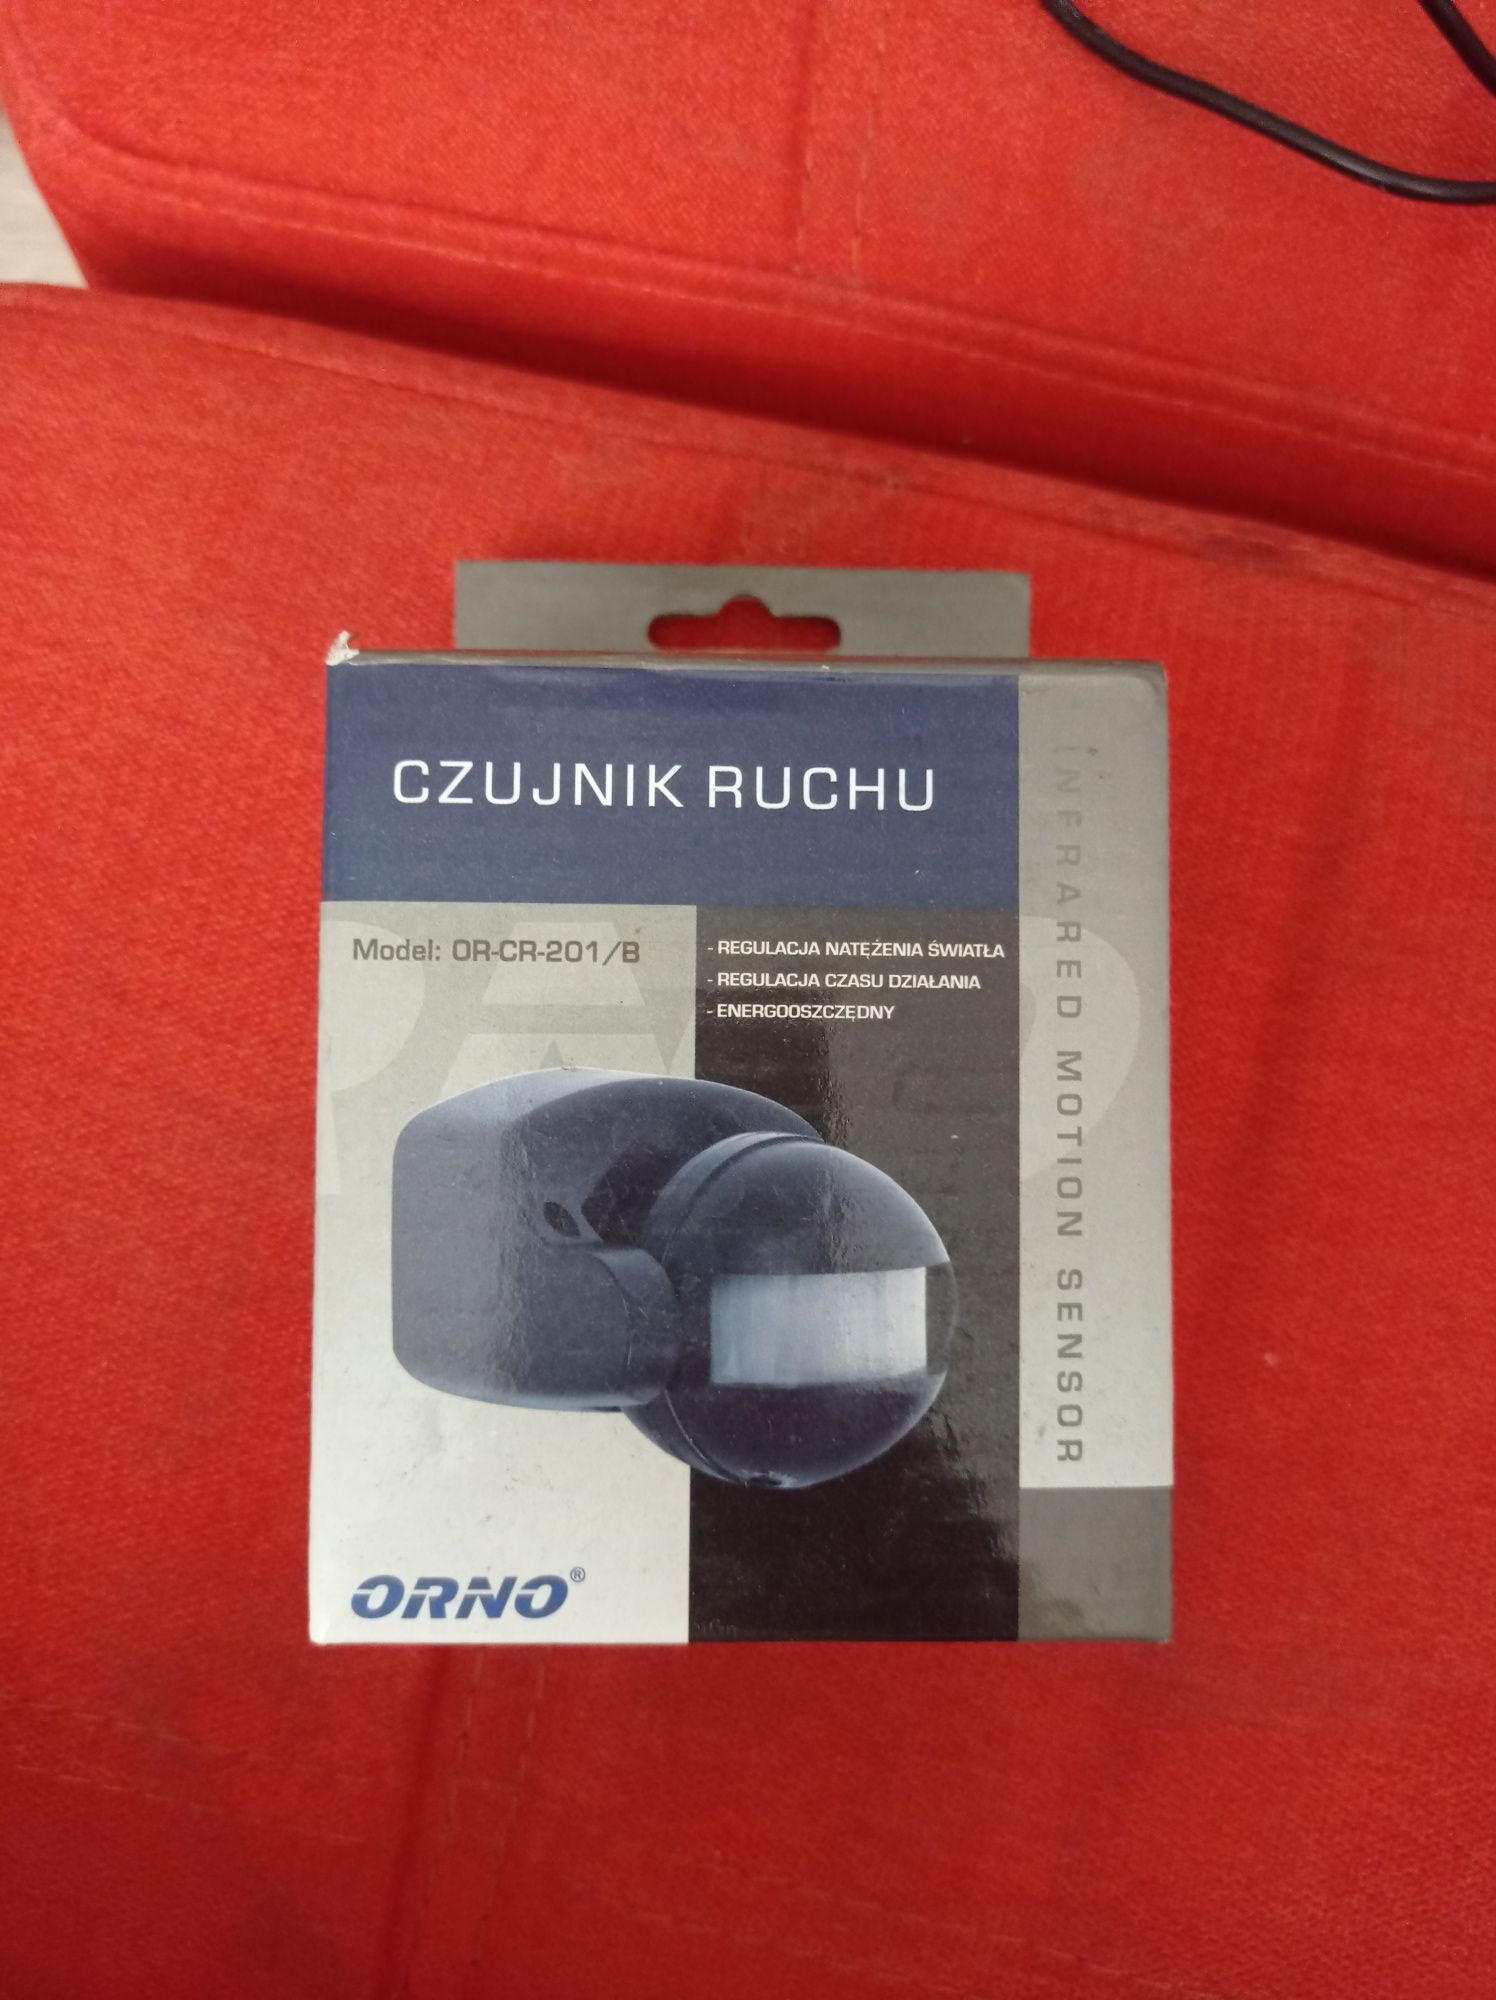 CZUJNIK RUCHU
Model: OR-CR-201/B
- REGULACJA NATĘŻENIA ŚWIATŁA
- REGULACJA CZASU DZIAŁANIA
- ENERGOOSZCZĘDNY
INFRARED MOTION SENSOR
ORNO®